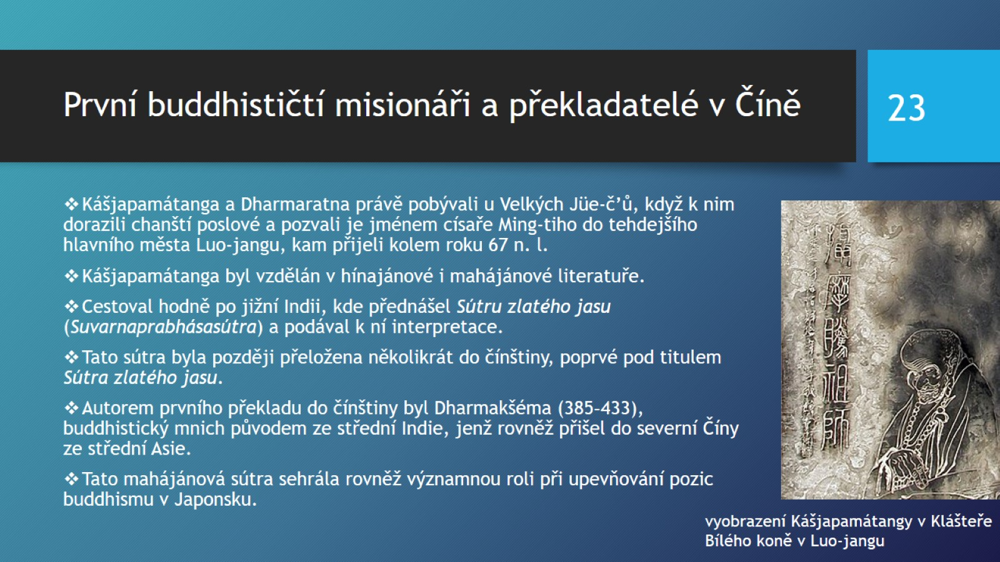 První buddhističtí misionáři a překladatelé v Číně
23
❖Kášjapamátanga a Dharmaratna právě pobývali u Velkých Jüe-č’ů, když k nim
dorazili chanští poslové a pozvali je jménem císaře Ming-tiho do tehdejšího
hlavního města Luo-jangu, kam přijeli kolem roku 67 n. l.
❖Kášjapamátanga byl vzdělán v hínajánové i mahájánové literatuře.
❖Cestoval hodně po jižní Indii, kde přednášel Sútru zlatého jasu
(Suvarnaprabhásasútra) a podával k ní interpretace.
❖Tato sútra byla později přeložena několikrát do čínštiny, poprvé pod titulem
Sútra zlatého jasu.
❖Autorem prvního překladu do čínštiny byl Dharmakšéma (385–433),
buddhistický mnich původem ze střední Indie, jenž rovněž přišel do severní Číny
ze střední Asie.
❖Tato mahájánová sútra sehrála rovněž významnou roli při upevňování pozic
buddhismu v Japonsku.
摩騰祖師
vyobrazení Kášjapamátangy v Klášteře
Bílého koně v Luo-jangu